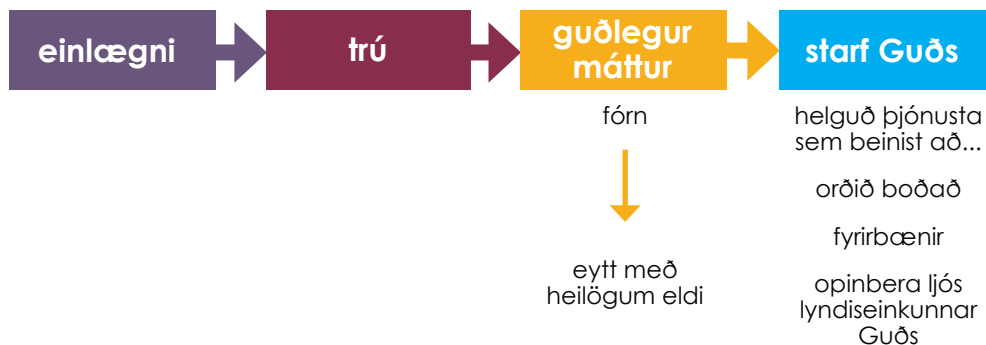 einlægni
trú
guðlegur
máttur
starf Guðs
fórn
eytt með
heilögum eldi
helguð þjónusta
sem beinist að...
orðið boðað
fyrirbænir
opinbera ljós
lyndiseinkunnar
Guðs